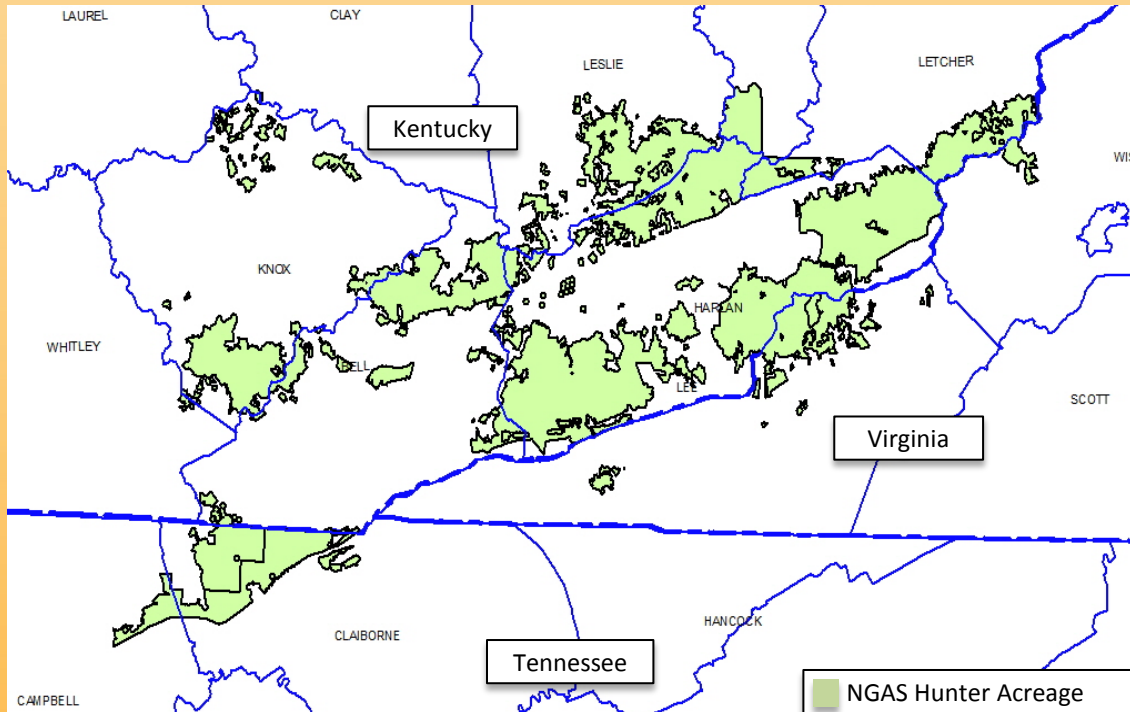 LAUREL
CLAY
LESLIE
LETCHER
Kentucky
WIS
KNOX
HARLAN
WHITLEY
BELL
LEE
SCOTT
Virginia
HANCOCK
CLAIBORNE
Tennessee
CAMPBELL
NGAS Hunter Acreage